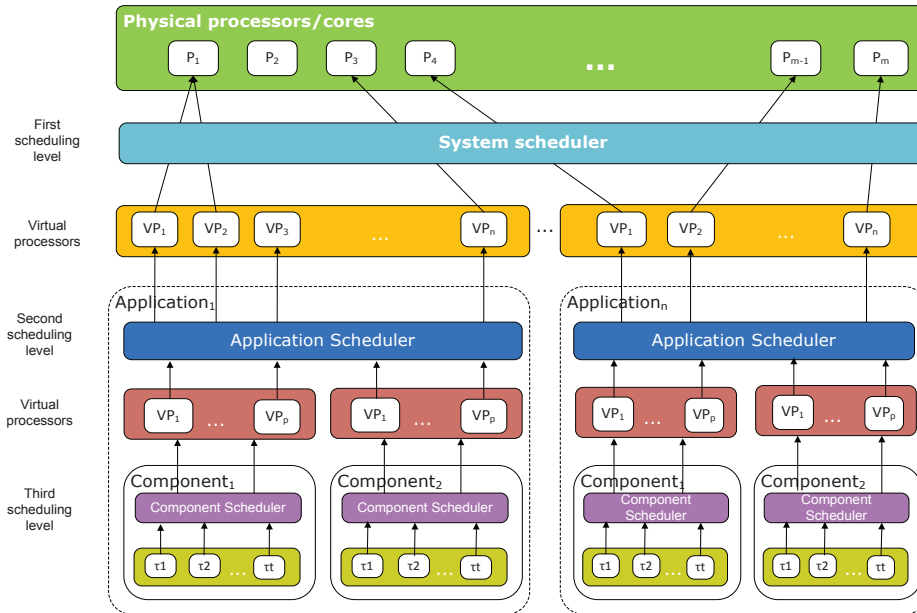 Physical processors/cores
P1 P2 P3 P4 ... Pm-1 Pm
First
scheduling
level
System scheduler
Virtual
processors
VP1 VP2 VP3 ... VPn ... VP1 VP2 ... VPn
Application1 Applicationn
Second
scheduling
level
Application Scheduler Application Scheduler
Virtual
processors
VP1 ... VPp VP1 ... VPp VP1 ... VPp VP1 ... VPp
Third
scheduling
level
Component1 Component2 Component1 Component2
Component Scheduler Component Scheduler Component
Scheduler Component
Scheduler
τ1 τ2 ... τt τ1 τ2 ... τt τ1 τ2 ... τt τ1 τ2 ... τt